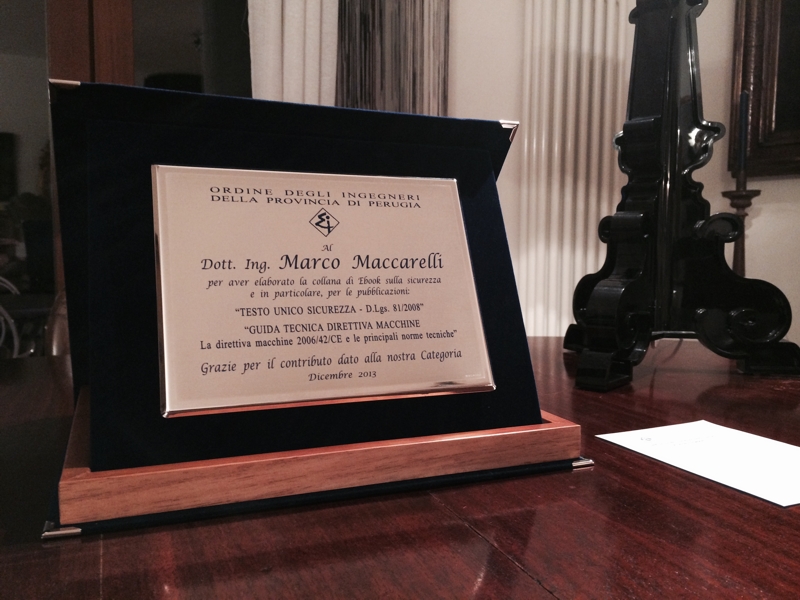 ORDINE DEGLI INGEGNERI
DELLA PROVINCIA DI PERUGIA
Al
Dott. Ing. Marco Maccarelli
per aver elaborato la collana di Ebook sulla sicurezza
e in particolare, per le pubblicazioni:
“TESTO UNICO SICUREZZA - D.Lgs. 81/2008”
“GUIDA TECNICA DIRETTIVA MACCHINE
La direttiva macchine 2006/42/CE e le principali norme tecniche”
Grazie per il contributo dato alla nostra Categoria
Dicembre 2013